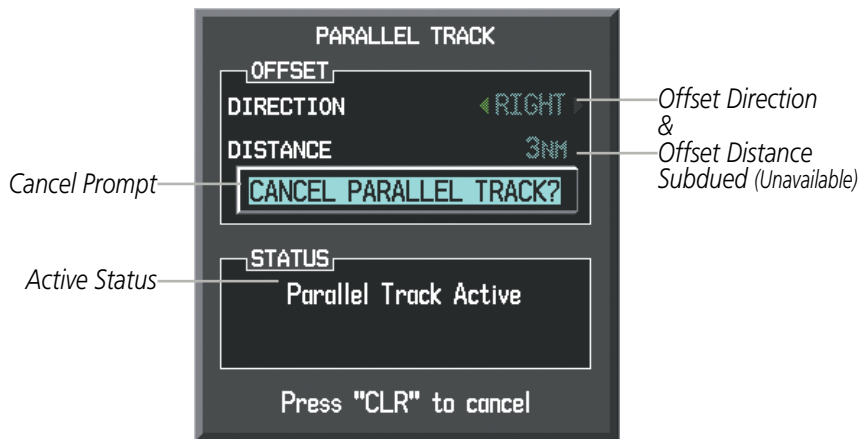 PARALLEL TRACK
OFFSET
DIRECTION
RIGHT
DISTANCE
3NM
CANCEL PARALLEL TRACK?
STATUS
Parallel Track Active
Press "CLR" to cancel
Cancel Prompt
Active Status
Offset Direction
&
Offset Distance
Subdued (Unavailable)